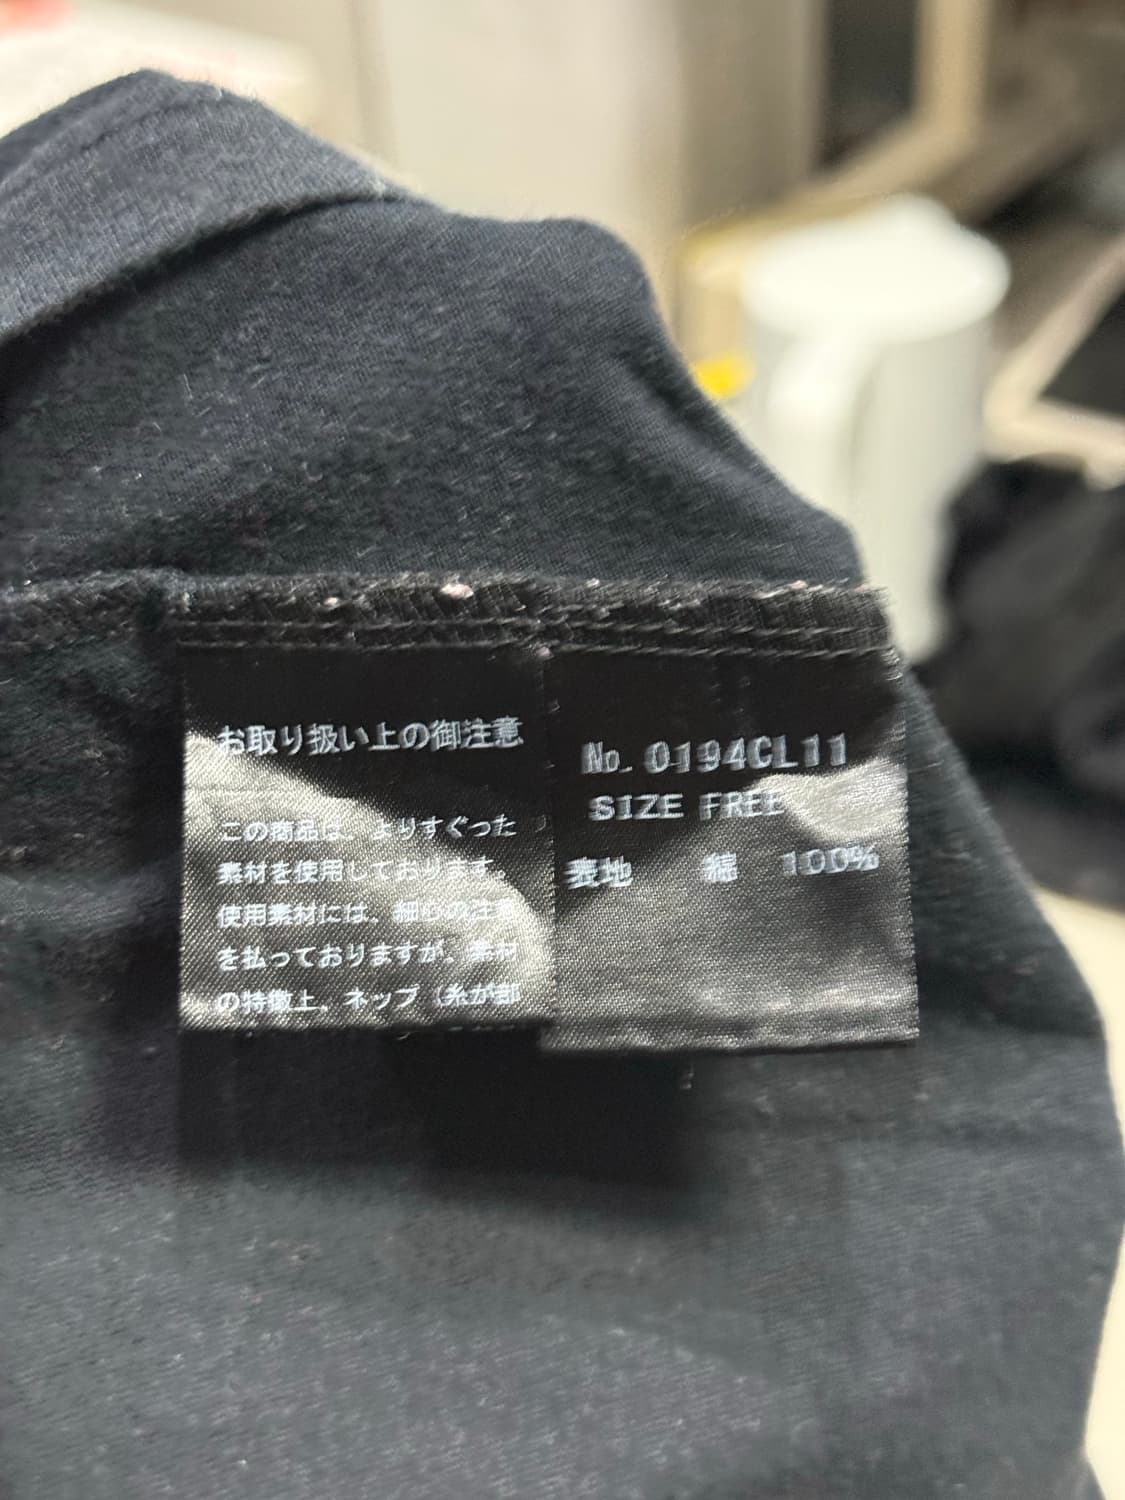 お取り扱い上の御注意
この商品は、よりすぐった
素材を使用しております。
使用素材には、細心の注意
を払っておりますが、素材
の特徴上、ネップ（糸が部
No. 0194CL11
SIZE FREE
表地 綿 100%